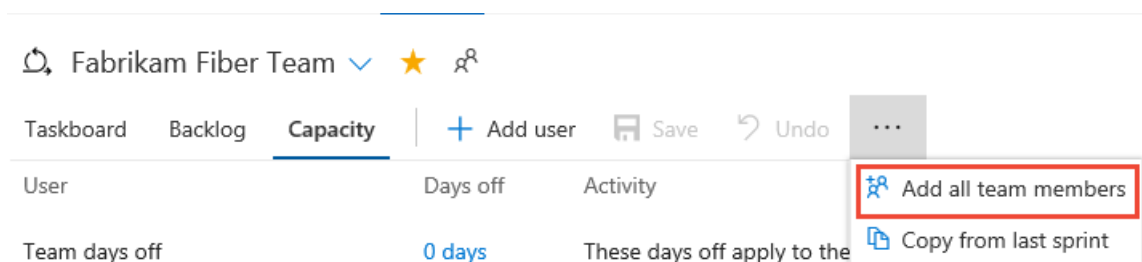 Fabrikam Fiber Team
Taskboard Backlog Capacity Add user Save Undo ...
User Days off Activity Add all team members
Copy from last sprint
Team days off 0 days These days off apply to the